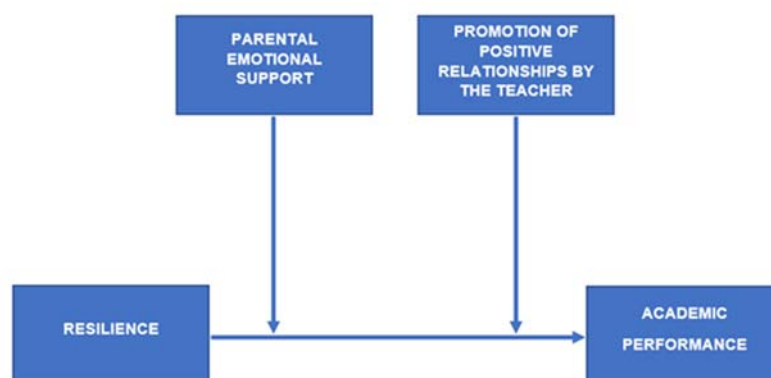 PARENTAL
EMOTIONAL
SUPPORT
PROMOTION OF
POSITIVE
RELATIONSHIPS BY
THE TEACHER
RESILIENCE
ACADEMIC
PERFORMANCE